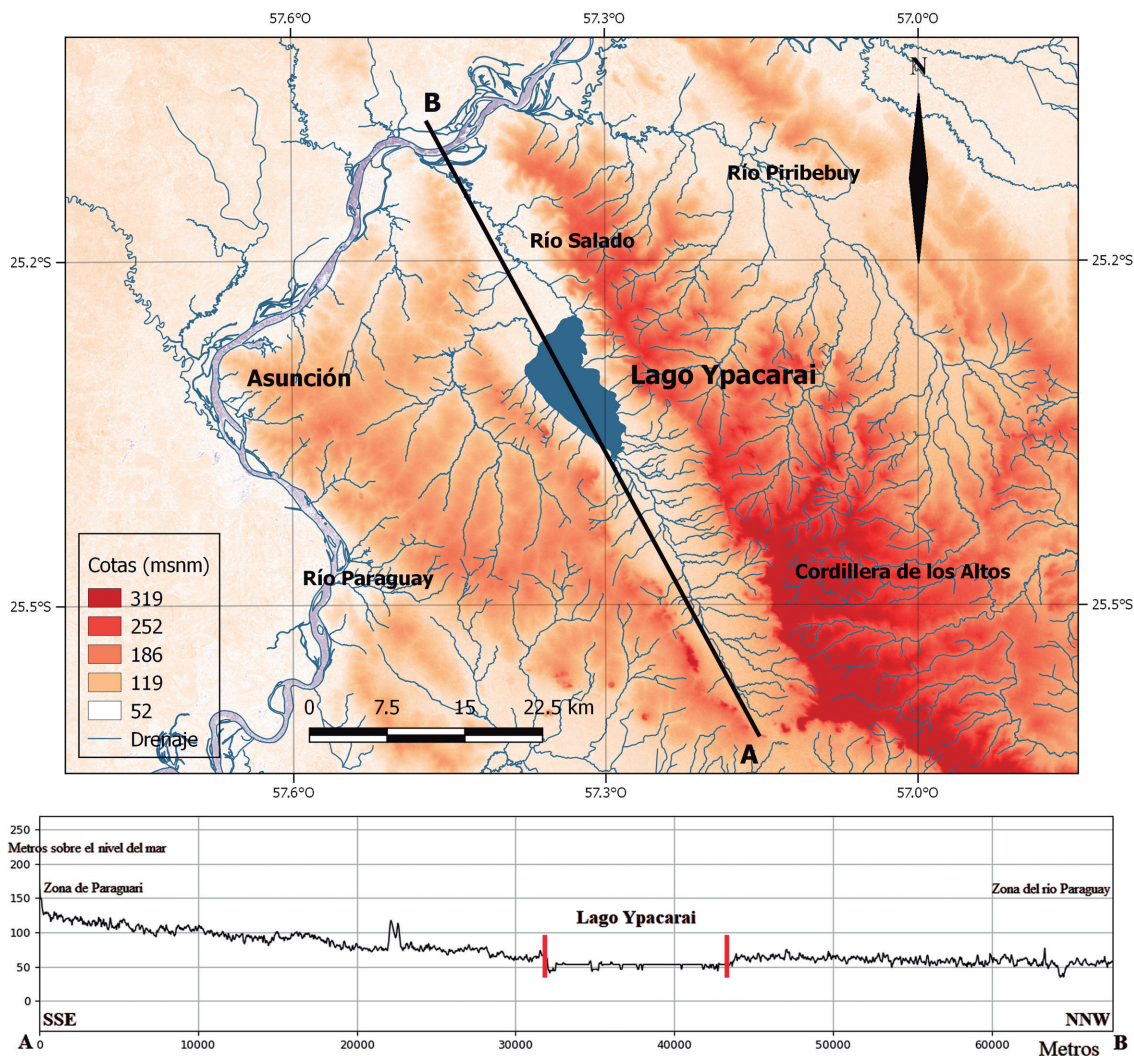 57.6°O 57.3°O 57.0°O
N
B
Río Piribebuy
Río Salado
25.2°S 25.2°S
Lago Ypacarai
Asunción
Cotas (msnm)
319
252
186
119
52
Drenaje
Río Paraguay
Cordillera de los Altos
25.5°S 25.5°S
0 7.5 15 22.5 km
A
57.6°O 57.3°O 57.0°O
250
Metros sobre el nivel del mar
200
Zona de Paraguari Zona del río Paraguay
150
Lago Ypacarai
100
50
0
SSE NNW
A 0 10000 20000 30000 40000 50000 60000 Metros B